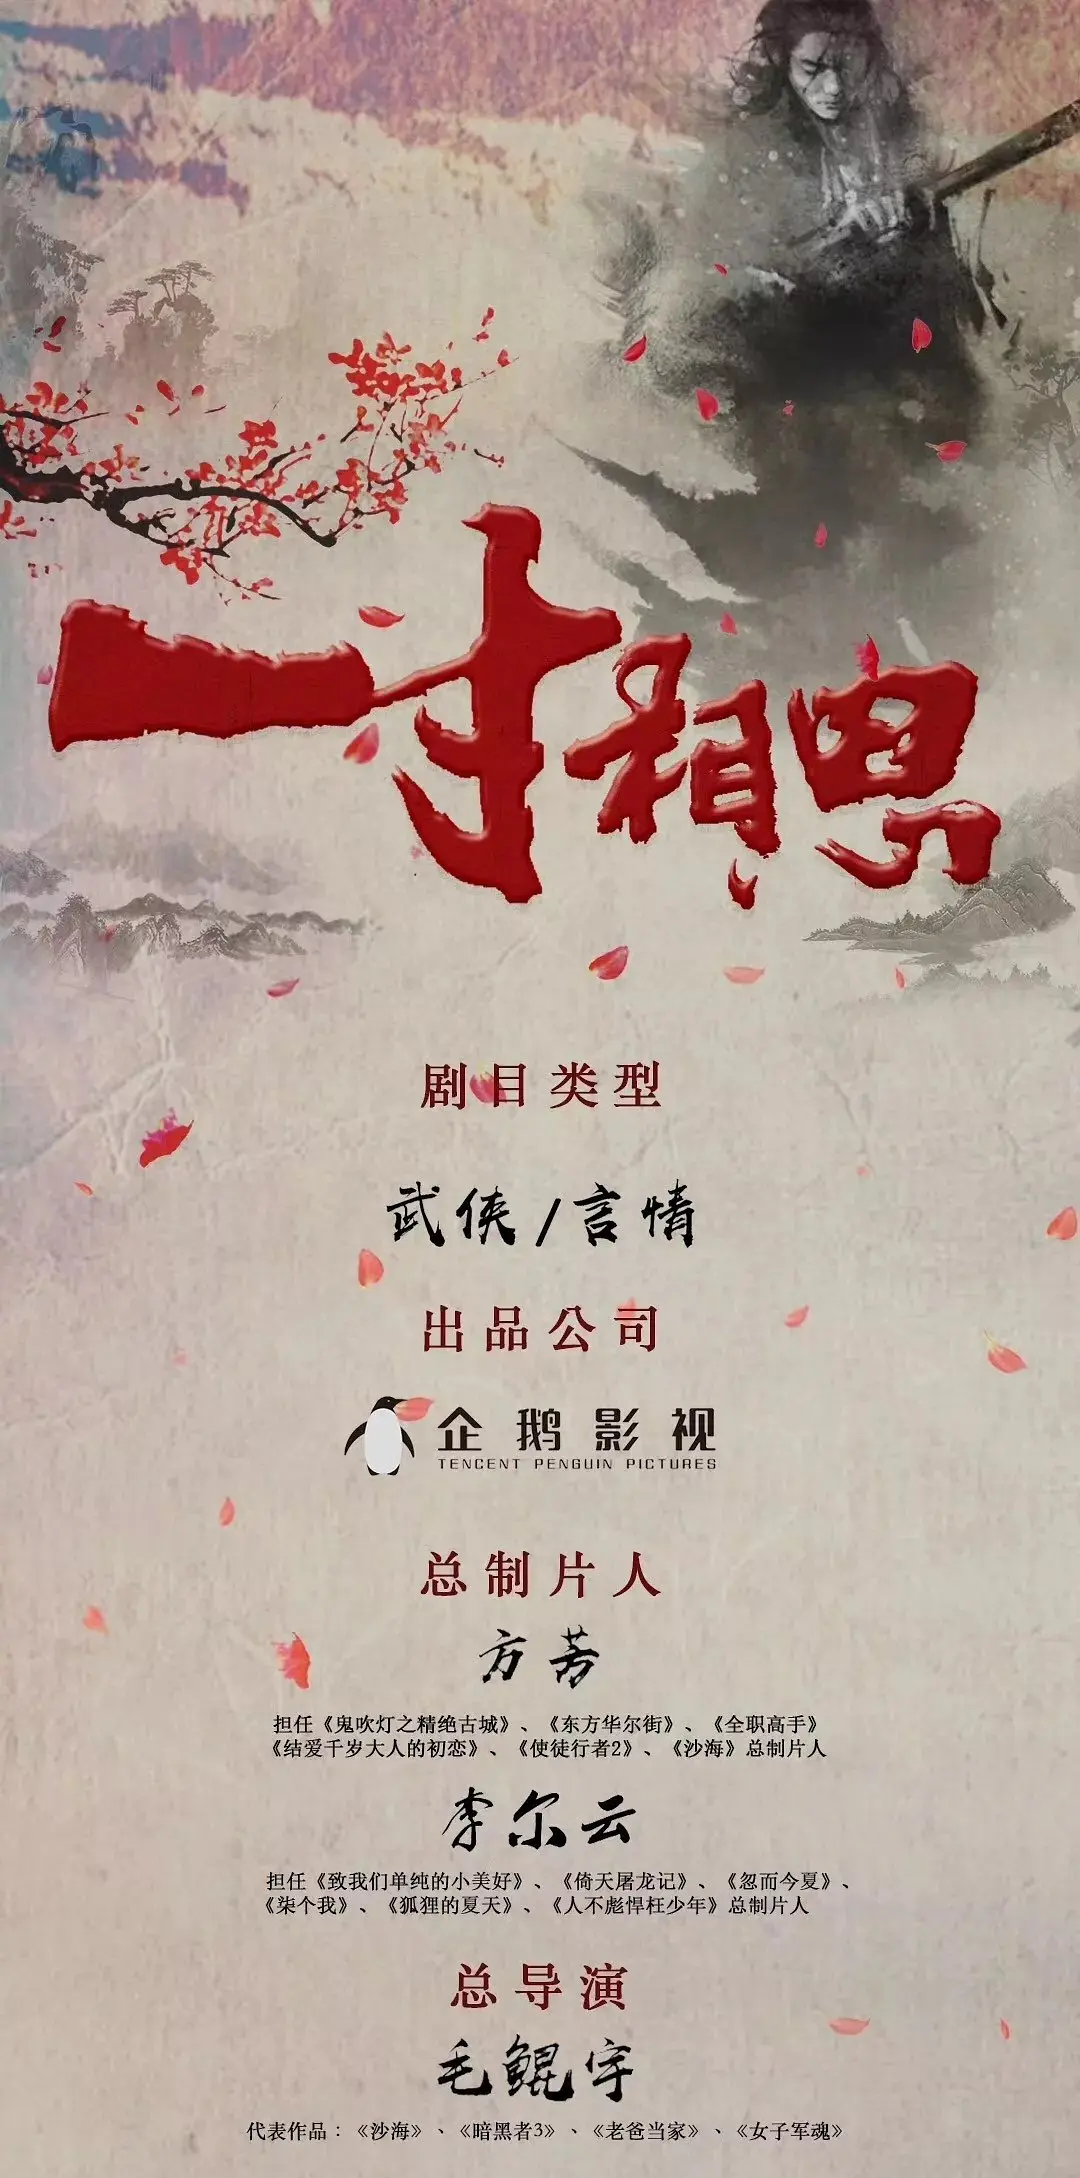 一寸相思
剧目类型
武侠/言情
出品公司
企鹅影视
TENCENT PENGUIN PICTURES
总制片人
方芳
担任《鬼吹灯之精绝古城》、《东方华尔街》、《全职高手》
《结爱千岁大人的初恋》、《使徒行者2》、《沙海》总制片人
李尔云
担任《致我们单纯的小美好》、《倚天屠龙记》、《忽而今夏》、
《柒个我》、《狐狸的夏天》、《人不彪悍枉少年》总制片人
总导演
毛鲲宇
代表作品：《沙海》、《暗黑者3》、《老爸当家》、《女子军魂》